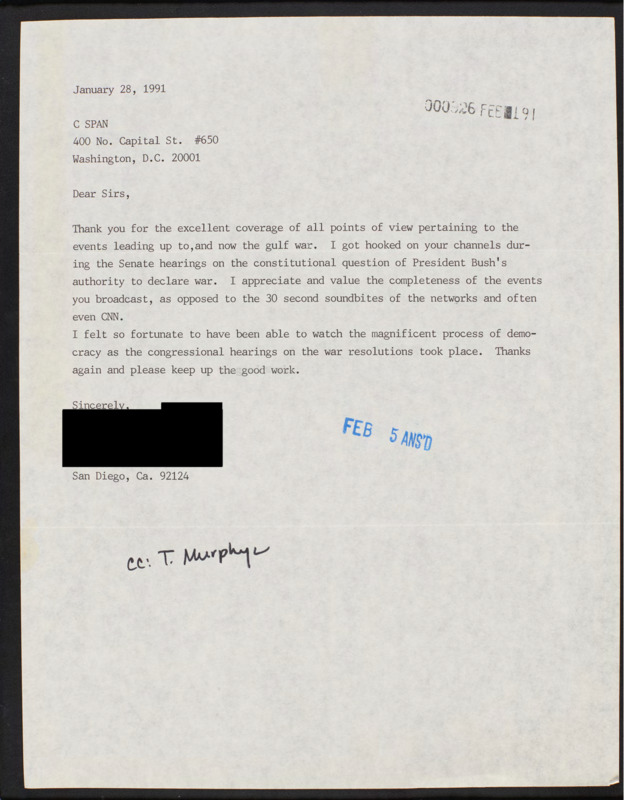 January 28, 1991
FEB 191
C SPAN
400 No. Capital St. #650
Washington, D.C. 20001
Dear Sirs,
Thank you for the excellent coverage of all points of view pertaining to the
events leading up to,and now the gulf war. I got hooked on your channels dur-
ing the Senate hearings on the constitutional question of President Bush's
authority to declare war. I appreciate and value the completeness of the events
you broadcast, as opposed to the 30 second soundbites of the networks and often
even CNN.
I felt so fortunate to have been able to watch the magnificent process of demo-
cracy as the congressional hearings on the war resolutions took place. Thanks
again and please keep up the good work.
Sincerely,
FEB 5 ANS'D
San Diego, Ca. 92124
cc: T. Murphy